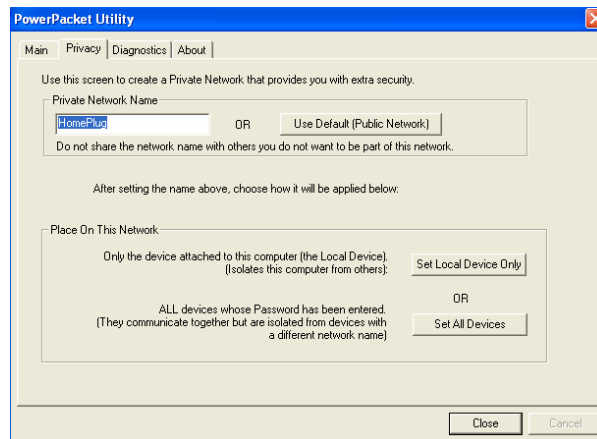 PowerPacket Utility
Main Privacy Diagnostics About
Use this screen to create a Private Network that provides you with extra security.
Private Network Name
HomePlug OR Use Default (Public Network)
Do not share the network name with others you do not want to be part of this network.
After setting the name above, choose how it will be applied below:
Place On This Network
Only the device attached to this computer (the Local Device).
(Isolates this computer from others):
Set Local Device Only
OR
ALL devices whose Password has been entered.
(They communicate together but are isolated from devices with
a different network name)
Set All Devices
Close Cancel